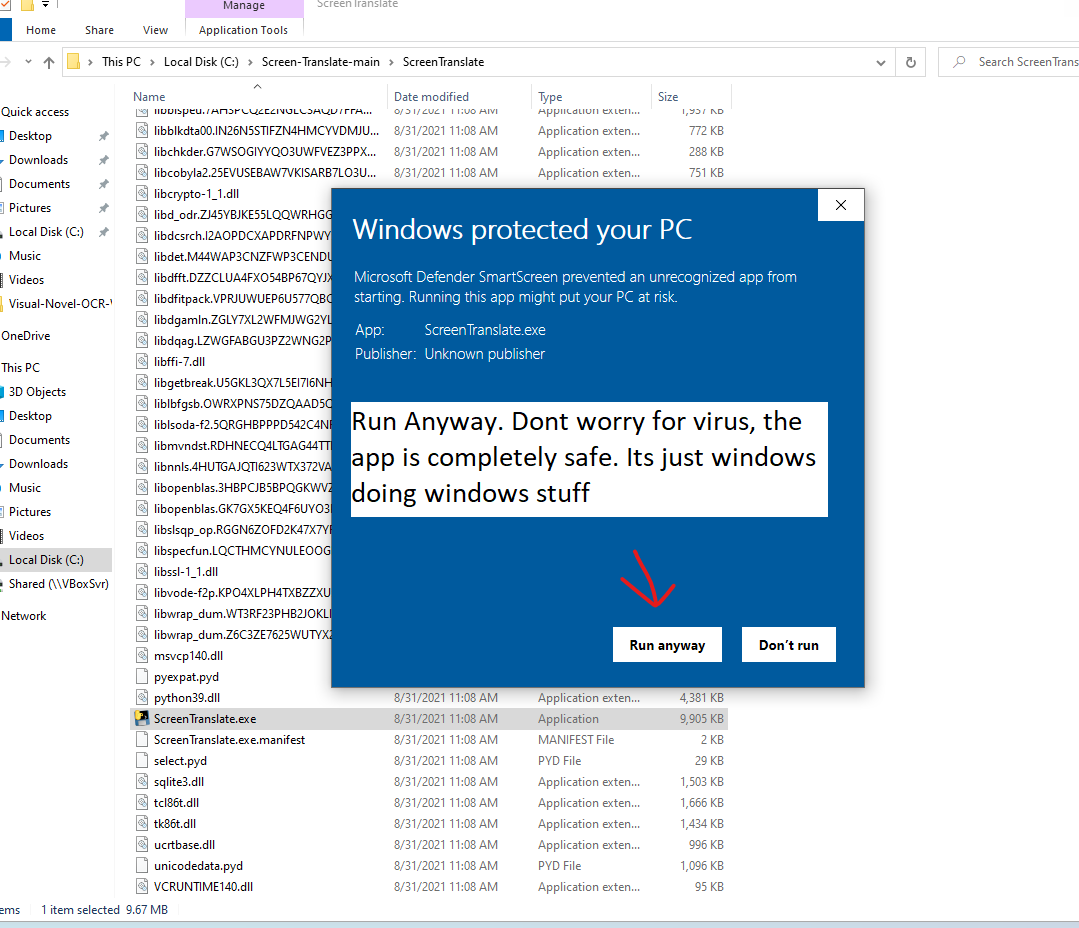 Manage
ScreenTranslate
Home
Share
View
Application Tools
This PC
Local Disk (C:)
Screen-Translate-main
ScreenTranslate
Search ScreenTrans
Name
Date modified
Type
Size
8/31/2021 11:08 AM Application exten... 1,937 KB
libblkdta00.IN26N5STIFZN4HMCYVDMJU... 8/31/2021 11:08 AM Application exten... 772 KB
libchkder.G7WSOGIYYQO3UWFVEZ3PPX... 8/31/2021 11:08 AM Application exten... 288 KB
libcobyla2.25EVUSEBAW7VKISARB7LO3U... 8/31/2021 11:08 AM Application exten... 751 KB
libcrypto-1_1.dll
libd_odr.ZJ45YBJKE55LQQWRHGG
libdcsrch.I2AOPDCXAPDRFNPWY
libdet.M44WAP3CNZFWP3CENDU
libdfft.DZZCLUA4FXO54BP67QYJX
libdfitpack.VPRJUWUEP6U577QBC
libdgamln.ZGLY7XL2WFMJWG2YL
libdqag.LZWGFABGU3PZ2WNG2P
libffi-7.dll
libgetbreak.U5GKL3QX7L5EI7I6NH
liblbfgsb.OWRXPNS75DZQAAD5C
liblsoda-f2.5QRGHBPPPD542C4NF
libmvndst.RDHNECQ4LTGAG44TT
libnnls.4HUTGAJQTI623WTX372VA
libopenblas.3HBPCJB5BPQGKWVZ
libopenblas.GK7GX5KEQ4F6UYO3
libslsqp_op.RGGN6ZOFD2K47X7YF
libspecfun.LQCTHMCYNULEOOG
libssl-1_1.dll
libvode-f2p.KPO4XLPH4TXBZZXU
libwrap_dum.WT3RF23PHB2JOKLI
libwrap_dum.Z6C3ZE7625WUTYXZ
msvcp140.dll
pyexpat.pyd
python39.dll 8/31/2021 11:08 AM Application exten... 4,381 KB
ScreenTranslate.exe 8/31/2021 11:08 AM Application 9,905 KB
ScreenTranslate.exe.manifest 8/31/2021 11:08 AM MANIFEST File 2 KB
select.pyd 8/31/2021 11:08 AM PYD File 29 KB
sqlite3.dll 8/31/2021 11:08 AM Application exten... 1,503 KB
tcl86t.dll 8/31/2021 11:08 AM Application exten... 1,666 KB
tk86t.dll 8/31/2021 11:08 AM Application exten... 1,434 KB
ucrtbase.dll 8/31/2021 11:08 AM Application exten... 996 KB
unicodedata.pyd 8/31/2021 11:08 AM PYD File 1,096 KB
VCRUNTIME140.dll 8/31/2021 11:08 AM Application exten... 95 KB
Quick access
Desktop
Downloads
Documents
Pictures
Local Disk (C:)
Music
Videos
Visual-Novel-OCR-
OneDrive
This PC
3D Objects
Desktop
Documents
Downloads
Music
Pictures
Videos
Local Disk (C:)
Shared (\\VBoxSvr)
Network
ems
1 item selected 9.67 MB
Windows protected your PC
Microsoft Defender SmartScreen prevented an unrecognized app from
starting. Running this app might put your PC at risk.
App: ScreenTranslate.exe
Publisher: Unknown publisher
Run Anyway. Dont worry for virus, the
app is completely safe. Its just windows
doing windows stuff
Run anyway
Don't run